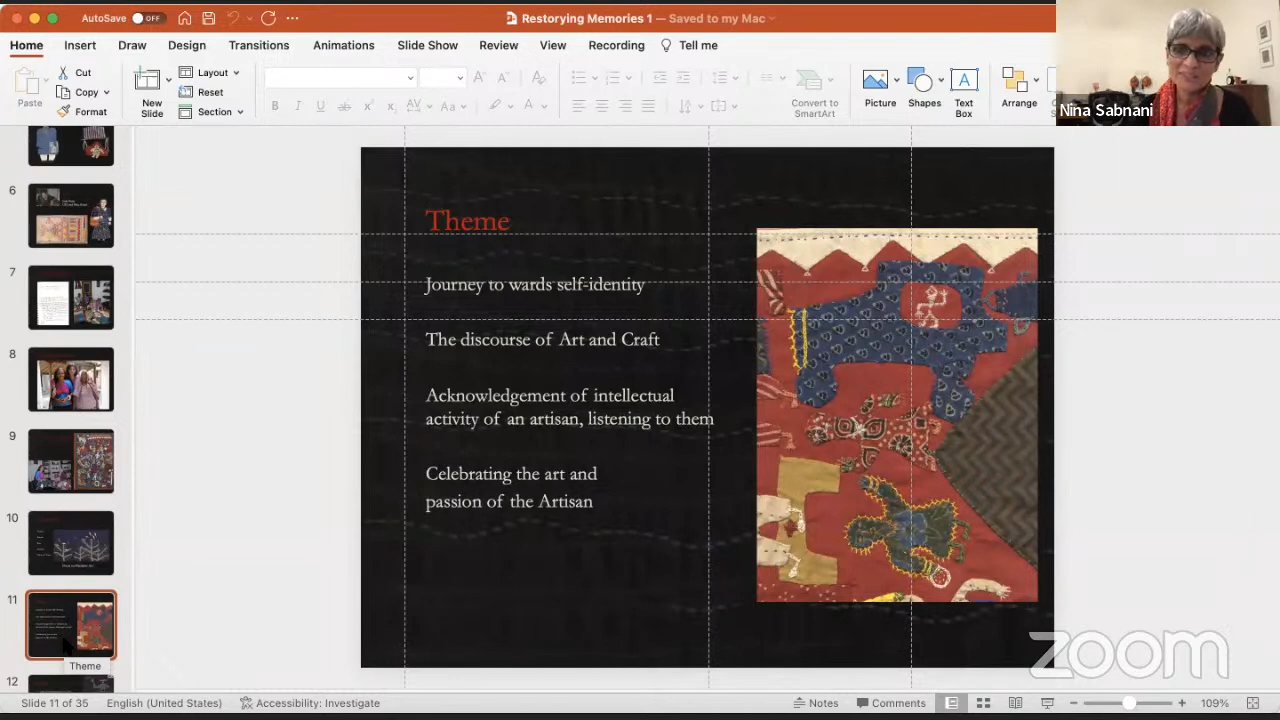 AutoSave OFF
Restorying Memories 1 — Saved to my Mac
Home Insert Draw Design Transitions Animations Slide Show Review View Recording Tell me
Paste
Cut
Copy
Format
New Slide
Layout
Reset
Section
Convert to SmartArt
Picture
Shapes
Text Box
Arrange
Nina Sabnani
6
7
8
9
10
11
12
Theme
Theme
Journey to wards self-identity
The discourse of Art and Craft
Acknowledgement of intellectual
activity of an artisan, listening to them
Celebrating the art and
passion of the Artisan
zoom
Slide 11 of 35 English (United States) Accessibility: Investigate Notes Comments 109%